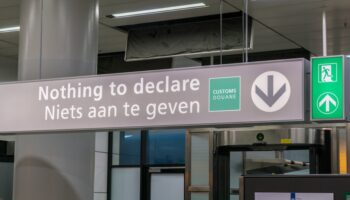 Nothing to declare
Niets aan te geven
CUSTOMS
DOUANE